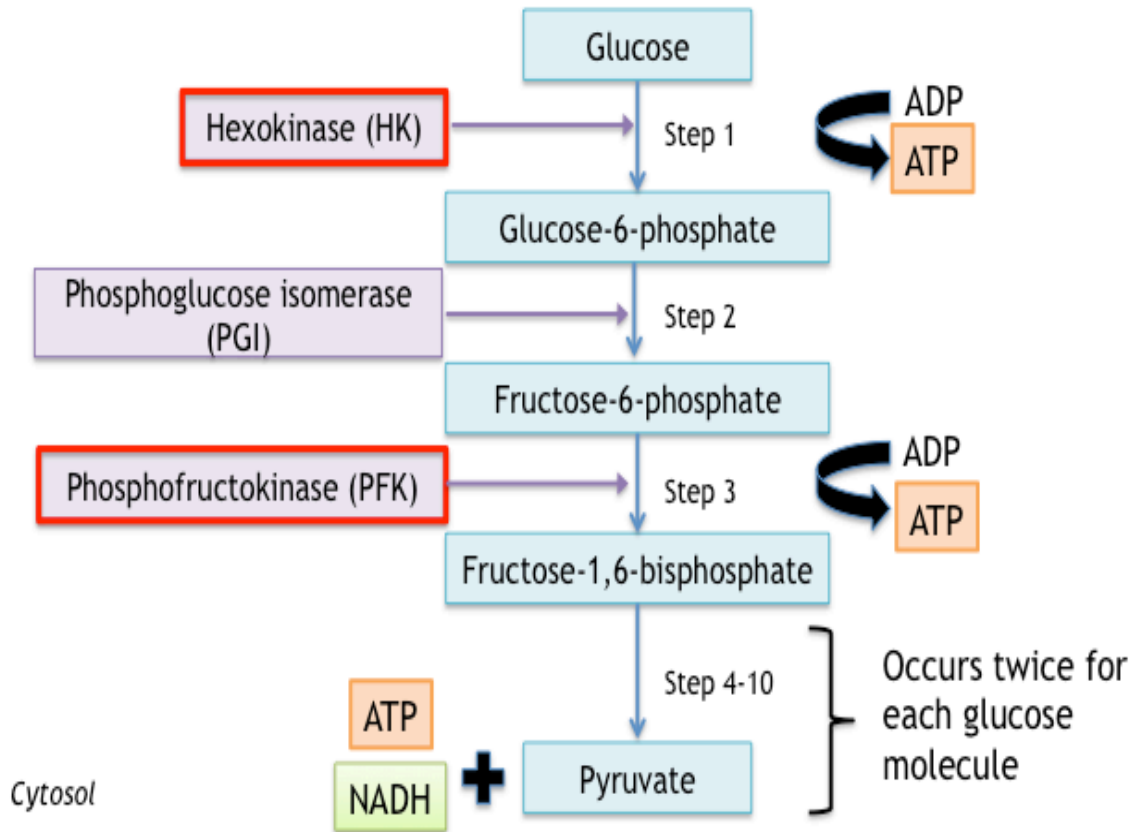 Glucose
Hexokinase (HK)
Step 1
ADP
ATP
Glucose-6-phosphate
Phosphoglucose isomerase
(PGI)
Step 2
Fructose-6-phosphate
Phosphofructokinase (PFK)
Step 3
ADP
ATP
Fructose-1,6-bisphosphate
Step 4-10
Occurs twice for
each glucose
molecule
ATP
NADH
Pyruvate
Cytosol